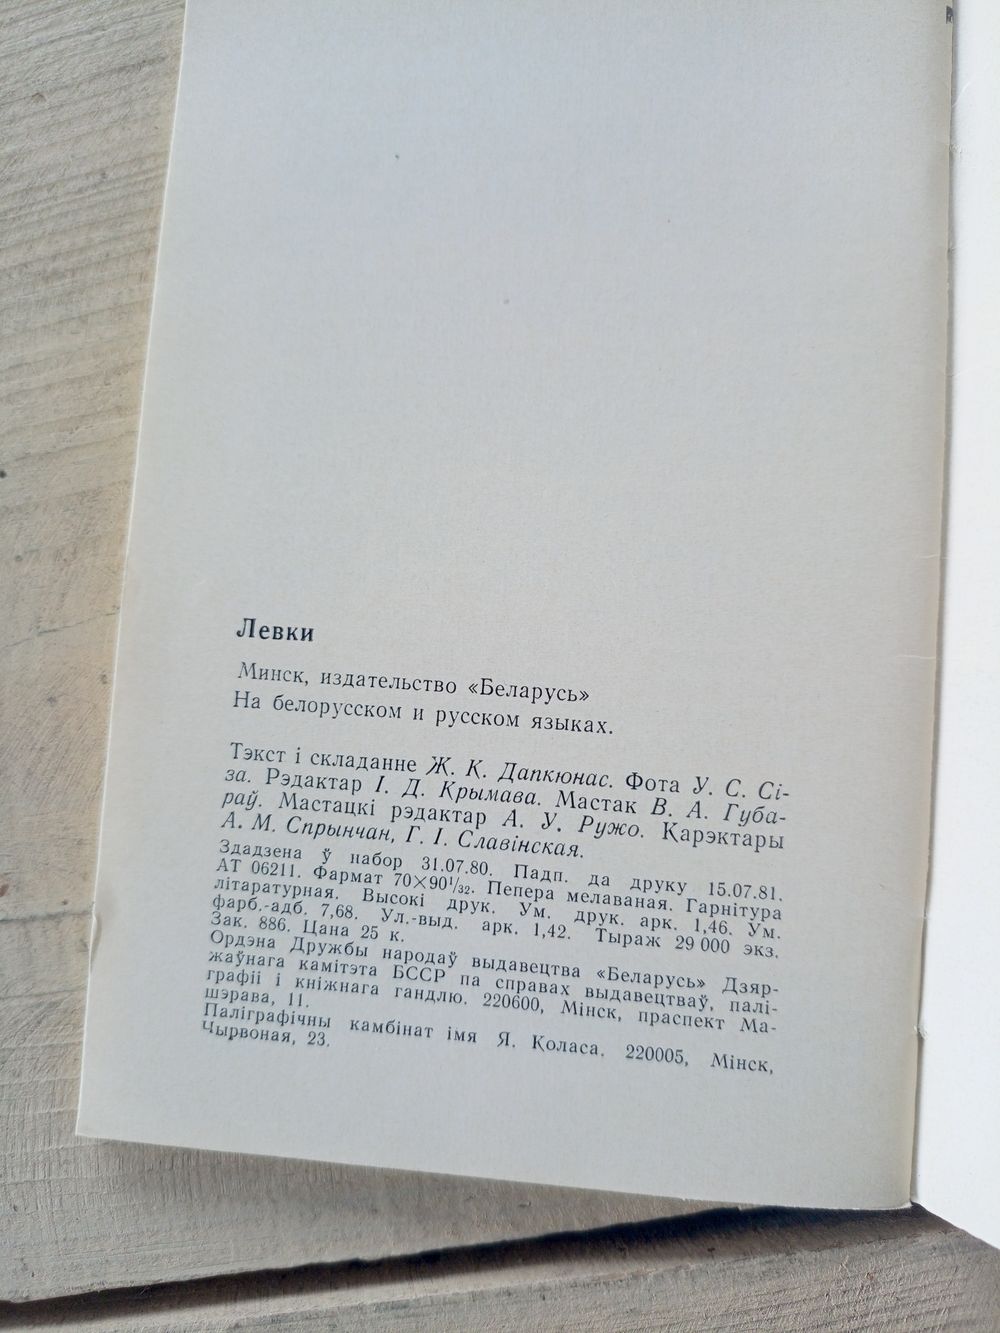 Левки
Минск, издательство «Беларусь»
На белорусском и русском языках.
Тэкст і складанне Ж. К. Дапкюнас. Фота У. С. Сі-
за. Рэдактар І. Д. Крымава. Мастак В. А. Губа-
раў. Мастацкі рэдактар А. У. Ружо. Карэктары
А. М. Спрынчан, Г. І. Славінская.
Здадзена ў набор 31.07.80. Падп. да друку 15.07.81.
АТ 06211. Фармат 70×90¹/₃₂. Пепера мелаваная. Гарнітура
літаратурная. Высокі друк. Ум. друк. арк. 1,46. Ум.
фарб.-адб. 7,68. Ул.-выд. арк. 1,42. Тыраж 29 000 экз.
Зак. 886. Цана 25 к.
Ордэна Дружбы народаў выдавецтва «Беларусь» Дзяр-
жаўнага камітэта БССР па справах выдавецтваў, палі-
графіі і кніжнага гандлю. 220600, Мінск, праспект Ма-
шэрава, 11.
Паліграфічны камбінат імя Я. Коласа. 220005, Мінск,
Чырвоная, 23.